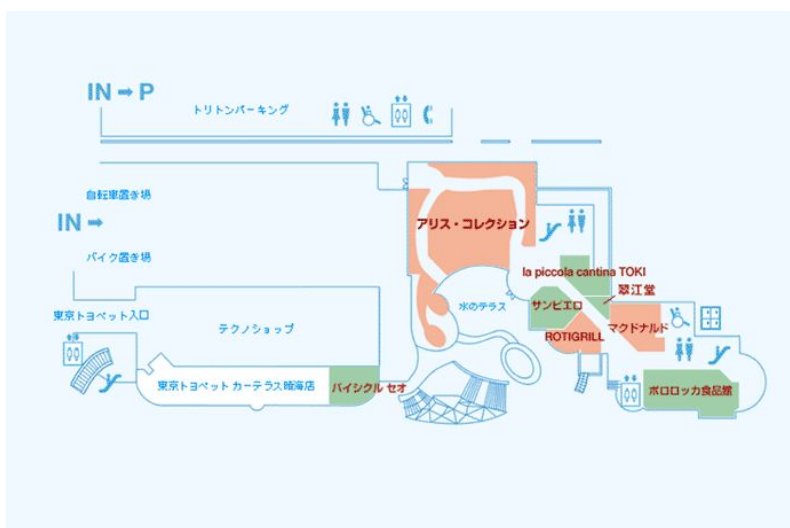 IN→P
トリトンパーキング
自転車置き場
IN→
バイク置き場
東京トヨペット入口
テクノショップ
東京トヨペット カーテラス晴海店
バイシクル セオ
アリス・コレクション
水のテラス
la piccola cantina TOKI
翠江堂
サンピエロ
ROTIGRILL
マクドナルド
ポロロッカ食品館